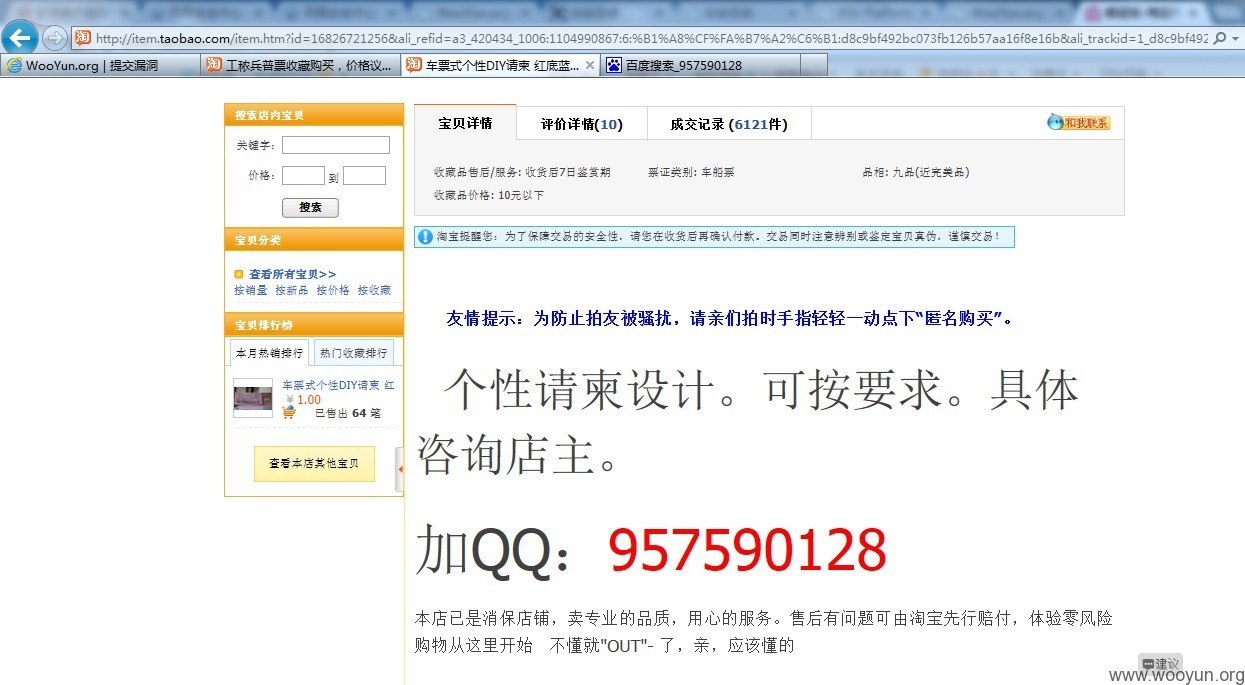 http://item.taobao.com/item.htm?id=16826721256&ali_refid=a3_420434_1006:1104990867:6:%B1%A8%CF%FA%B7%A2%C6%B1:d8c9bf492bc073fb126b57aa16f8e16b&ali_trackid=1_d8c9bf492
WooYun.org | 提交漏洞
工秾兵普票收藏购买，价格议...
车票式个性DIY请柬 红底蓝...
百度搜索_957590128
搜索店内宝贝
关键字：
价格： 到
搜索
宝贝分类
查看所有宝贝>>
按销量 按新品 按价格 按收藏
宝贝排行榜
本月热销排行 热门收藏排行
车票式个性DIY请柬 红
¥ 1.00
已售出 64 笔
查看本店其他宝贝
宝贝详情 评价详情(10) 成交记录 (6121件) 和我联系
收藏品售后/服务: 收货后7日鉴赏期 票证类别: 车船票 品相: 九品(近完美品)
收藏品价格: 10元以下
淘宝提醒您：为了保障交易的安全性，请您在收货后再确认付款。交易同时注意辨别或鉴定宝贝真伪，谨慎交易！
友情提示：为防止拍友被骚扰，请亲们拍时手指轻轻一动点下“匿名购买”。
个性请柬设计。可按要求。具体
咨询店主。
加QQ：957590128
本店已是消保店铺，卖专业的品质，用心的服务。售后有问题可由淘宝先行赔付，体验零风险
购物从这里开始 不懂就"OUT"- 了，亲，应该懂的
建议
www.wooyun.org